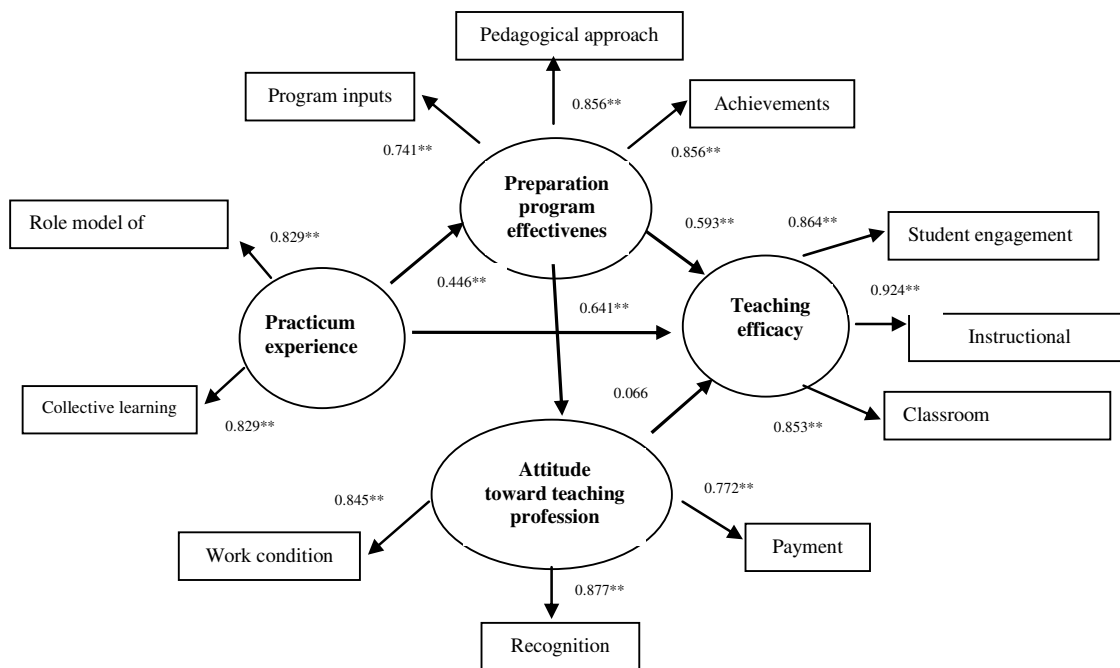 Pedagogical approach
Program inputs
0.856**
Achievements
0.741**
0.856**
Preparation
program
effectivenes
Role model of
0.829**
0.593**
0.864**
Student engagement
0.446**
0.641**
0.924**
Practicum
experience
Teaching
efficacy
Instructional
Collective learning
0.829**
0.066
0.853**
Classroom
Attitude
toward teaching
profession
0.845**
0.772**
Work condition
Payment
0.877**
Recognition